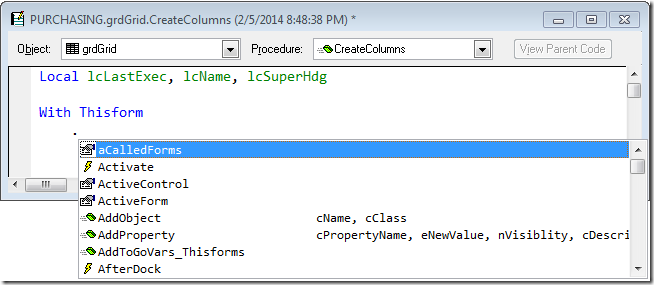 PURCHASING.grdGrid.CreateColumns (2/5/2014 8:48:38 PM) *
Object: grdGrid Procedure: CreateColumns View Parent Code
Local lcLastExec, lcName, lcSuperHdg
With Thisform
.
aCalledForms
Activate
ActiveControl
ActiveForm
AddObject cName, cClass
AddProperty cPropertyName, eNewValue, nVisiblity, cDescri
AddToGoVars_Thisforms
AfterDock